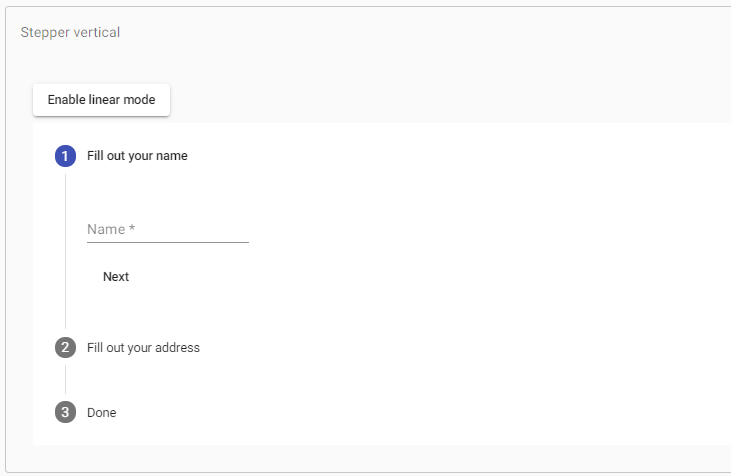 Stepper vertical
Enable linear mode
1 Fill out your name
Name *
Next
2 Fill out your address
3 Done